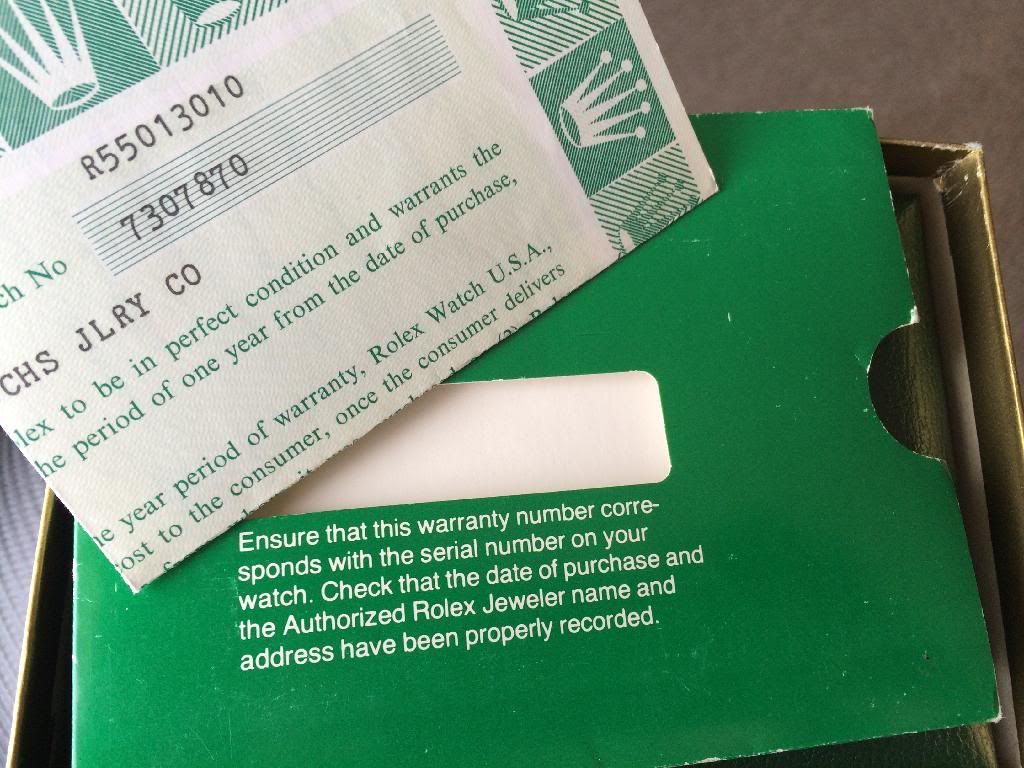 R55013010
7307870
ch No
CHS JLRY CO
lex to be in perfect condition and warrants the
he period of one year from the date of purchase,
e year period of warranty, Rolex Watch U.S.A.,
ost to the consumer, once the consumer delivers
Ensure that this warranty number corre-
sponds with the serial number on your
watch. Check that the date of purchase and
the Authorized Rolex Jeweler name and
address have been properly recorded.